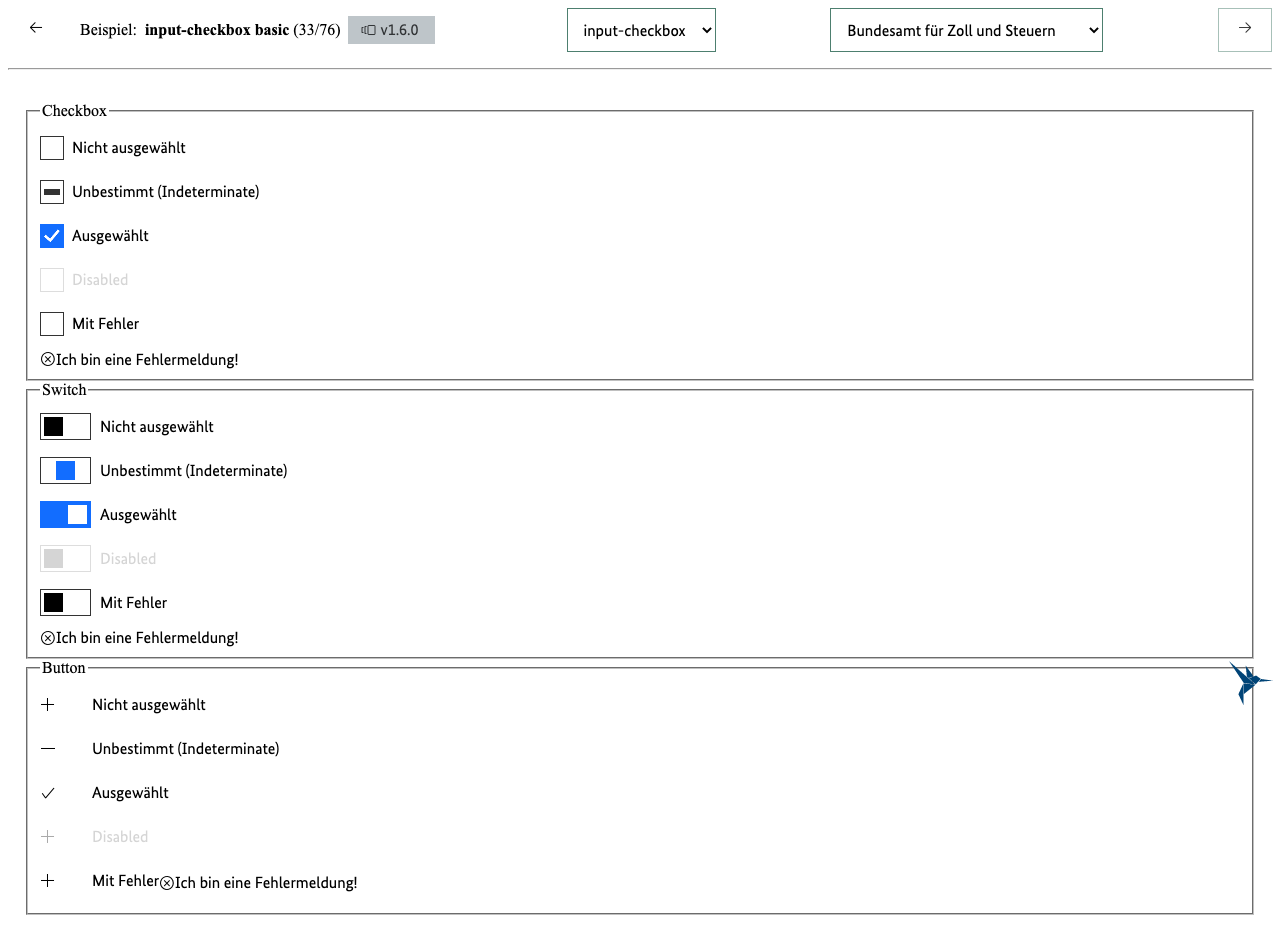 Beispiel: input-checkbox basic (33/76) v1.6.0 input-checkbox Bundesamt für Zoll und Steuern
Checkbox
Nicht ausgewählt
Unbestimmt (Indeterminate)
Ausgewählt
Disabled
Mit Fehler
Ich bin eine Fehlermeldung!
Switch
Nicht ausgewählt
Unbestimmt (Indeterminate)
Ausgewählt
Disabled
Mit Fehler
Ich bin eine Fehlermeldung!
Button
Nicht ausgewählt
Unbestimmt (Indeterminate)
Ausgewählt
Disabled
Mit Fehler Ich bin eine Fehlermeldung!